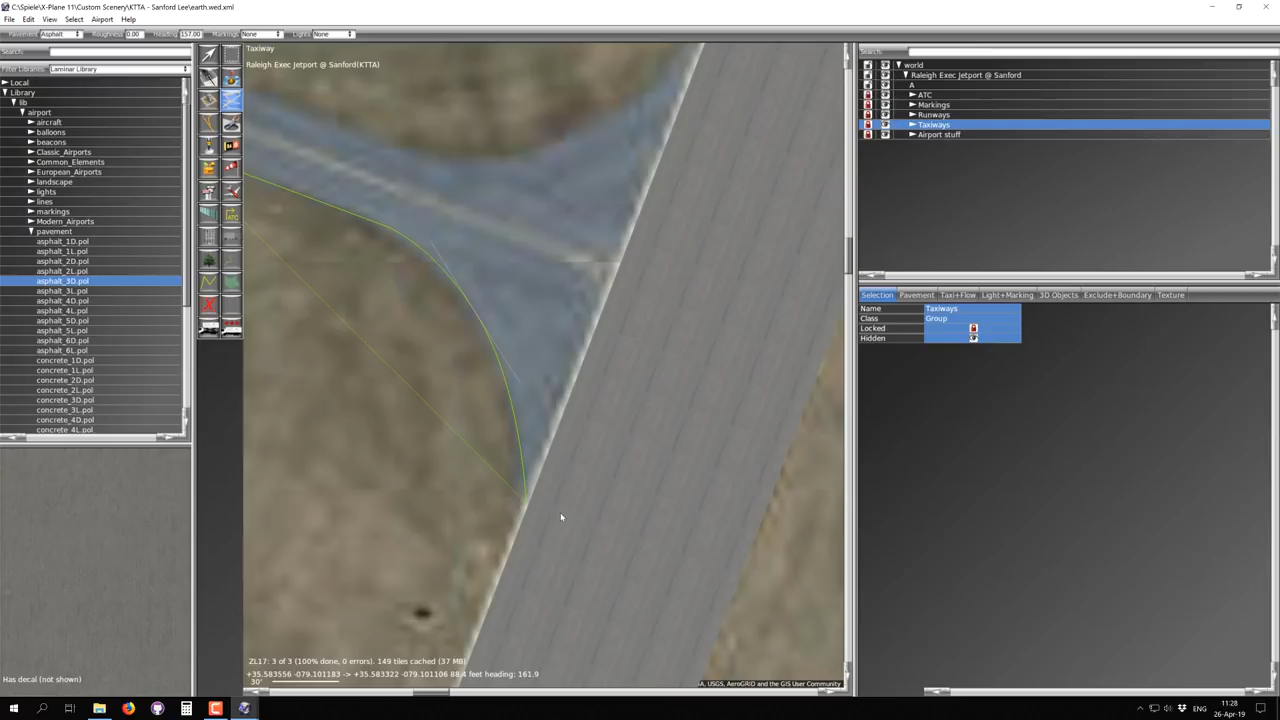 C:\Spiele\X-Plane 11\Custom Scenery\KTTA - Sanford Lee\earth.wed.xml
File Edit View Select Airport Help
Pavement Asphalt Roughness 0.00 Heading 157.00 Markings None Lights None
Search:
Filter Libraries: Laminar Library
Local
Library
lib
airport
aircraft
balloons
beacons
Classic_Airports
Common_Elements
European_Airports
landscape
lights
lines
markings
Modern_Airports
pavement
asphalt_1D.pol
asphalt_1L.pol
asphalt_2D.pol
asphalt_2L.pol
asphalt_3D.pol
asphalt_3L.pol
asphalt_4D.pol
asphalt_4L.pol
asphalt_5D.pol
asphalt_5L.pol
asphalt_6D.pol
asphalt_6L.pol
concrete_1D.pol
concrete_1L.pol
concrete_2D.pol
concrete_2L.pol
concrete_3D.pol
concrete_3L.pol
concrete_4D.pol
concrete_4L.pol
Has decal (not shown)
ATC
Taxiway
Raleigh Exec Jetport @ Sanford(KTTA)
ZL17: 3 of 3 (100% done, 0 errors). 149 tiles cached (37 MB)
+35.583556 -079.101183 -> +35.583322 -079.101106 88.4 feet heading: 161.9
30'
A, USGS, AeroGRID and the GIS User Community
Search:
world
Raleigh Exec Jetport @ Sanford
A
ATC
Markings
Runways
Taxiways
Airport stuff
Selection Pavement Taxi+Flow Light+Marking 3D Objects Exclude+Boundary Texture
Name Taxiways
Class Group
Locked
Hidden
ENG
11:28
26-Apr-19